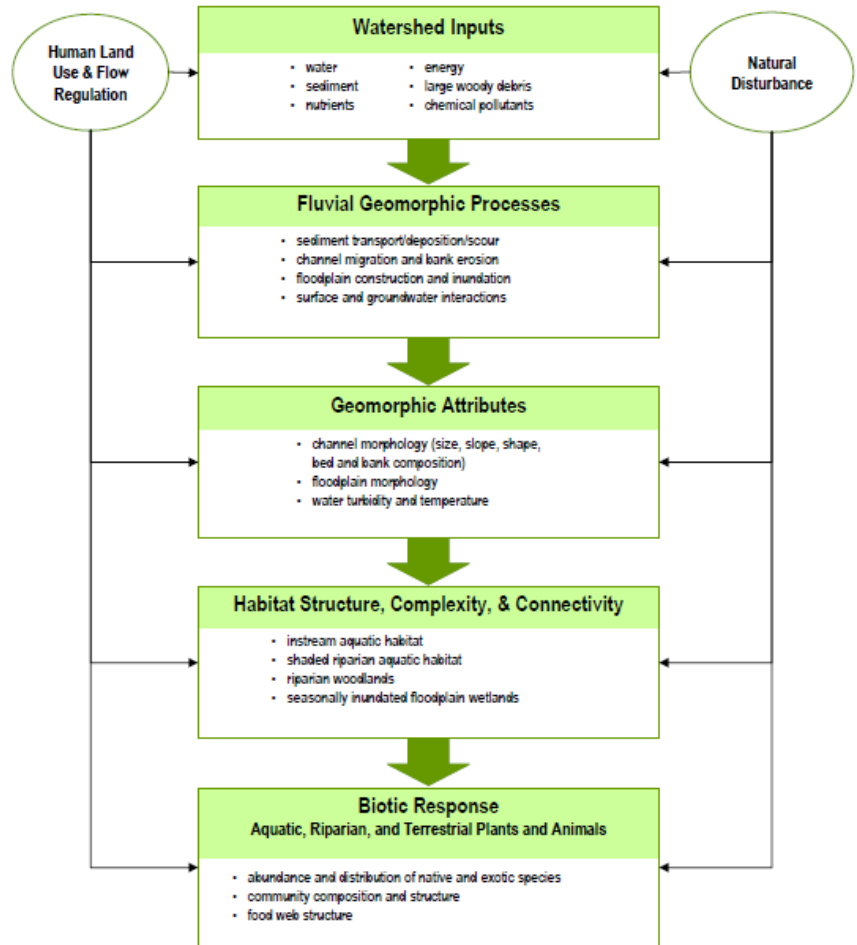 Human Land
Use & Flow
Regulation
Watershed Inputs
• water
• sediment
• nutrients
• energy
• large woody debris
• chemical pollutants
Natural
Disturbance
Fluvial Geomorphic Processes
• sediment transport/deposition/scour
• channel migration and bank erosion
• floodplain construction and inundation
• surface and groundwater interactions
Geomorphic Attributes
• channel morphology (size, slope, shape,
bed and bank composition)
• floodplain morphology
• water turbidity and temperature
Habitat Structure, Complexity, & Connectivity
• instream aquatic habitat
• shaded riparian aquatic habitat
• riparian woodlands
• seasonally inundated floodplain wetlands
Biotic Response
Aquatic, Riparian, and Terrestrial Plants and Animals
• abundance and distribution of native and exotic species
• community composition and structure
• food web structure